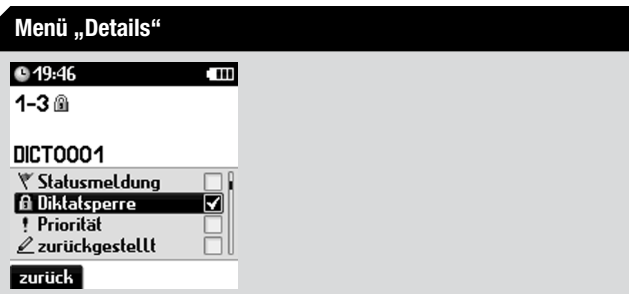 Menü „Details“
19:46
1-3
DICT0001
Statusmeldung
Diktatsperre
Priorität
zurückgestellt
zurück